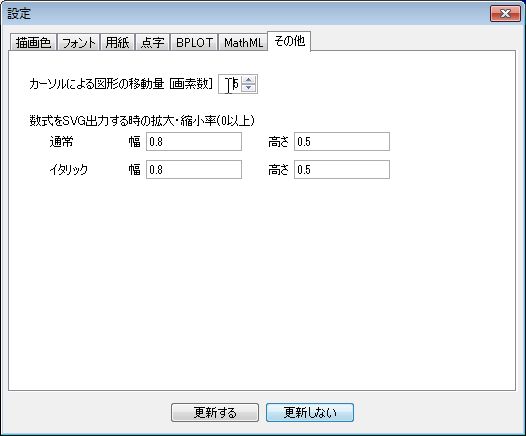 設定
描画色 フォント 用紙 点字 BPLOT MathML その他
カーソルによる図形の移動量 [画素数] 5
数式をSVG出力する時の拡大・縮小率(0以上)
通常 幅 0.8 高さ 0.5
イタリック 幅 0.8 高さ 0.5
更新する 更新しない